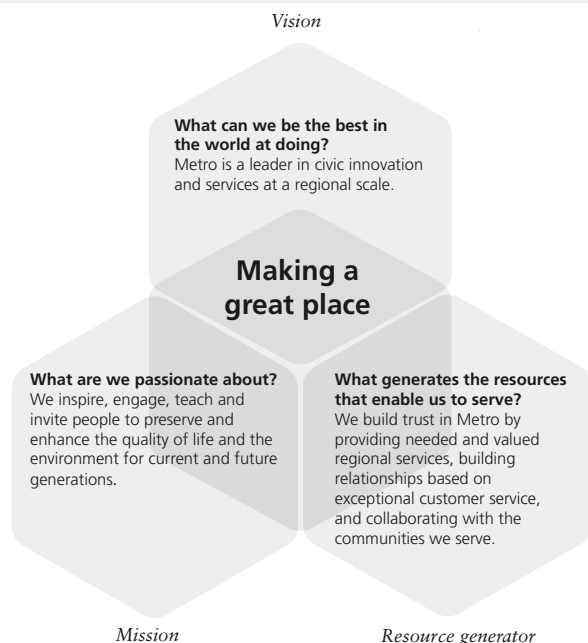 Vision
What can we be the best in
the world at doing?
Metro is a leader in civic innovation
and services at a regional scale.
Making a
great place
What are we passionate about?
We inspire, engage, teach and
invite people to preserve and
enhance the quality of life and the
environment for current and future
generations.
What generates the resources
that enable us to serve?
We build trust in Metro by
providing needed and valued
regional services, building
relationships based on
exceptional customer service,
and collaborating with the
communities we serve.
Mission
Resource generator